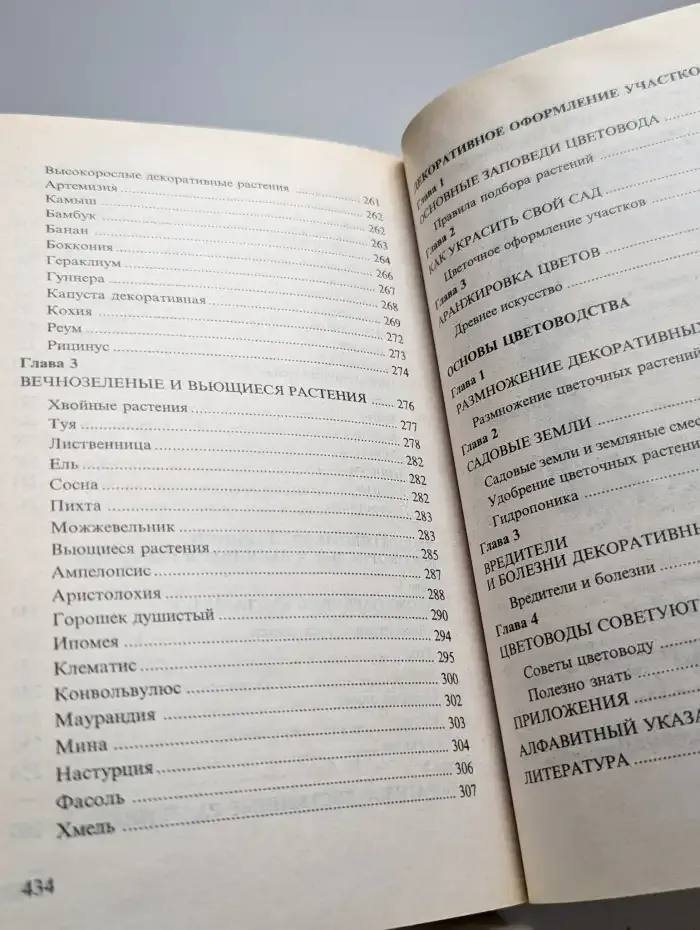 Высокорослые декоративные растения ... 261
Артемизия ... 262
Камыш ... 262
Бамбук ... 263
Банан ... 264
Боккония ... 266
Гераклиум ... 267
Гуннера ... 268
Капуста декоративная ... 269
Кохия ... 272
Реум ... 273
Рицинус ... 274
Глава 3
ВЕЧНОЗЕЛЕНЫЕ И ВЬЮЩИЕСЯ РАСТЕНИЯ ... 276
Хвойные растения ... 277
Туя ... 278
Лиственница ... 282
Ель ... 282
Сосна ... 282
Пихта ... 283
Можжевельник ... 283
Вьющиеся растения ... 285
Ампелопсис ... 287
Аристолохия ... 288
Горошек душистый ... 290
Ипомея ... 294
Клематис ... 295
Конвольвулюс ... 300
Маурандия ... 302
Мина ... 303
Настурция ... 304
Фасоль ... 306
Хмель ... 307
434
ДЕКОРАТИВНОЕ ОФОРМЛЕНИЕ УЧАСТКО
Глава 1
ОСНОВНЫЕ ЗАПОВЕДИ ЦВЕТОВОДА ...
Правила подбора растений ...
Глава 2
КАК УКРАСИТЬ СВОЙ САД ...
Цветочное оформление участков ...
Глава 3
АРАНЖИРОВКА ЦВЕТОВ ...
Древнее искусство ...
ОСНОВЫ ЦВЕТОВОДСТВА
Глава 1
РАЗМНОЖЕНИЕ ДЕКОРАТИВНЫХ
Размножение цветочных растений
Глава 2
САДОВЫЕ ЗЕМЛИ ...
Садовые земли и земляные смес
Удобрение цветочных растени
Гидропоника ...
Глава 3
ВРЕДИТЕЛИ
И БОЛЕЗНИ ДЕКОРАТИВНЫ
Вредители и болезни ...
Глава 4
ЦВЕТОВОДЫ СОВЕТУЮТ
Советы цветоводу ...
Полезно знать ...
ПРИЛОЖЕНИЯ ...
АЛФАВИТНЫЙ УКАЗА
ЛИТЕРАТУРА ...